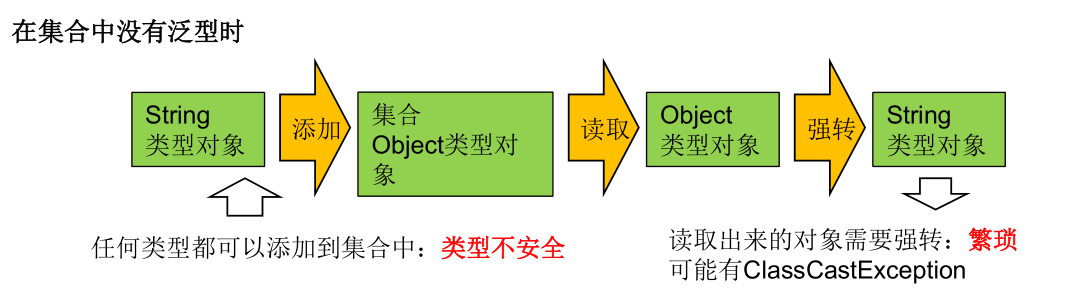 在集合中没有泛型时
String
类型对象
添加
集合
Object类型对
象
读取
Object
类型对象
强转
String
类型对象
任何类型都可以添加到集合中：类型不安全
读取出来的对象需要强转：繁琐
可能有ClassCastException